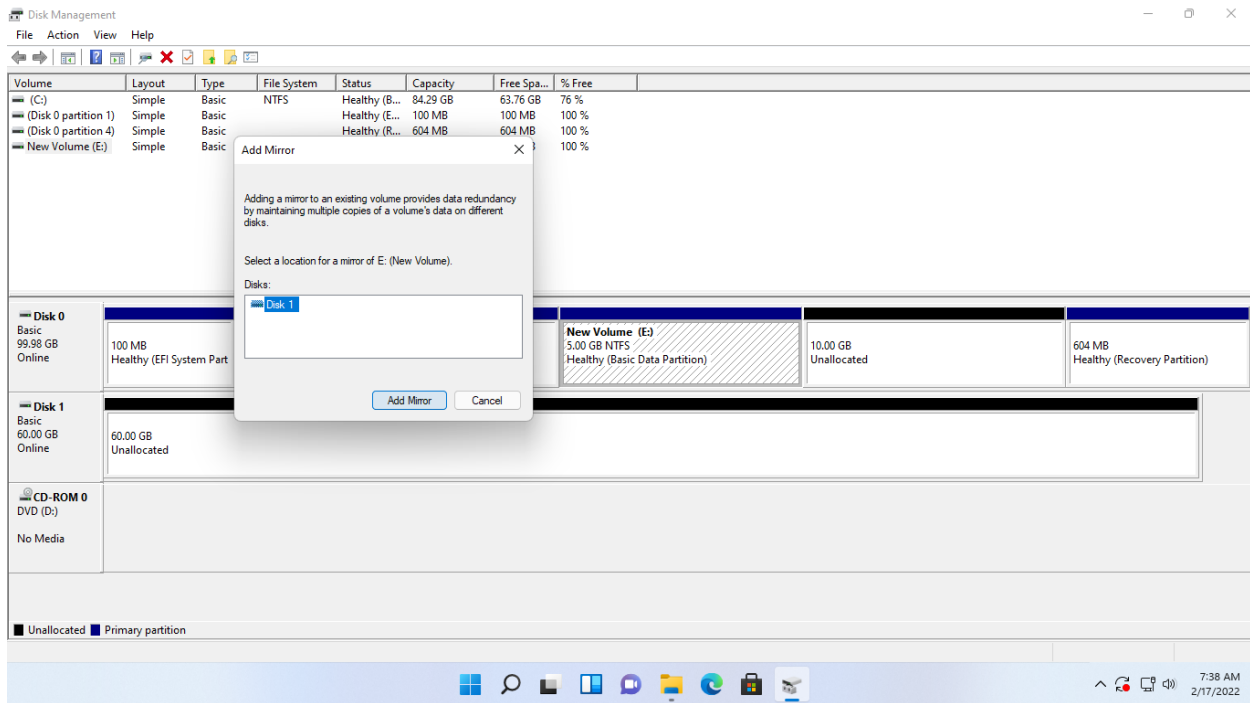 Disk Management
File Action View Help
Volume Layout Type File System Status Capacity Free Spa... % Free
(C:) Simple Basic NTFS Healthy (B... 84.29 GB 63.76 GB 76 %
(Disk 0 partition 1) Simple Basic Healthy (E... 100 MB 100 MB 100 %
(Disk 0 partition 4) Simple Basic Healthy (R... 604 MB 604 MB 100 %
New Volume (E:) Simple Basic 100 %
Add Mirror
Adding a mirror to an existing volume provides data redundancy
by maintaining multiple copies of a volume's data on different
disks.
Select a location for a mirror of E: (New Volume).
Disks:
Disk 1
Add Mirror Cancel
Disk 0
Basic
99.98 GB
Online
100 MB
Healthy (EFI System Part
New Volume (E:)
5.00 GB NTFS
Healthy (Basic Data Partition)
10.00 GB
Unallocated
604 MB
Healthy (Recovery Partition)
Disk 1
Basic
60.00 GB
Online
60.00 GB
Unallocated
CD-ROM 0
DVD (D:)
No Media
Unallocated Primary partition
7:38 AM
2/17/2022